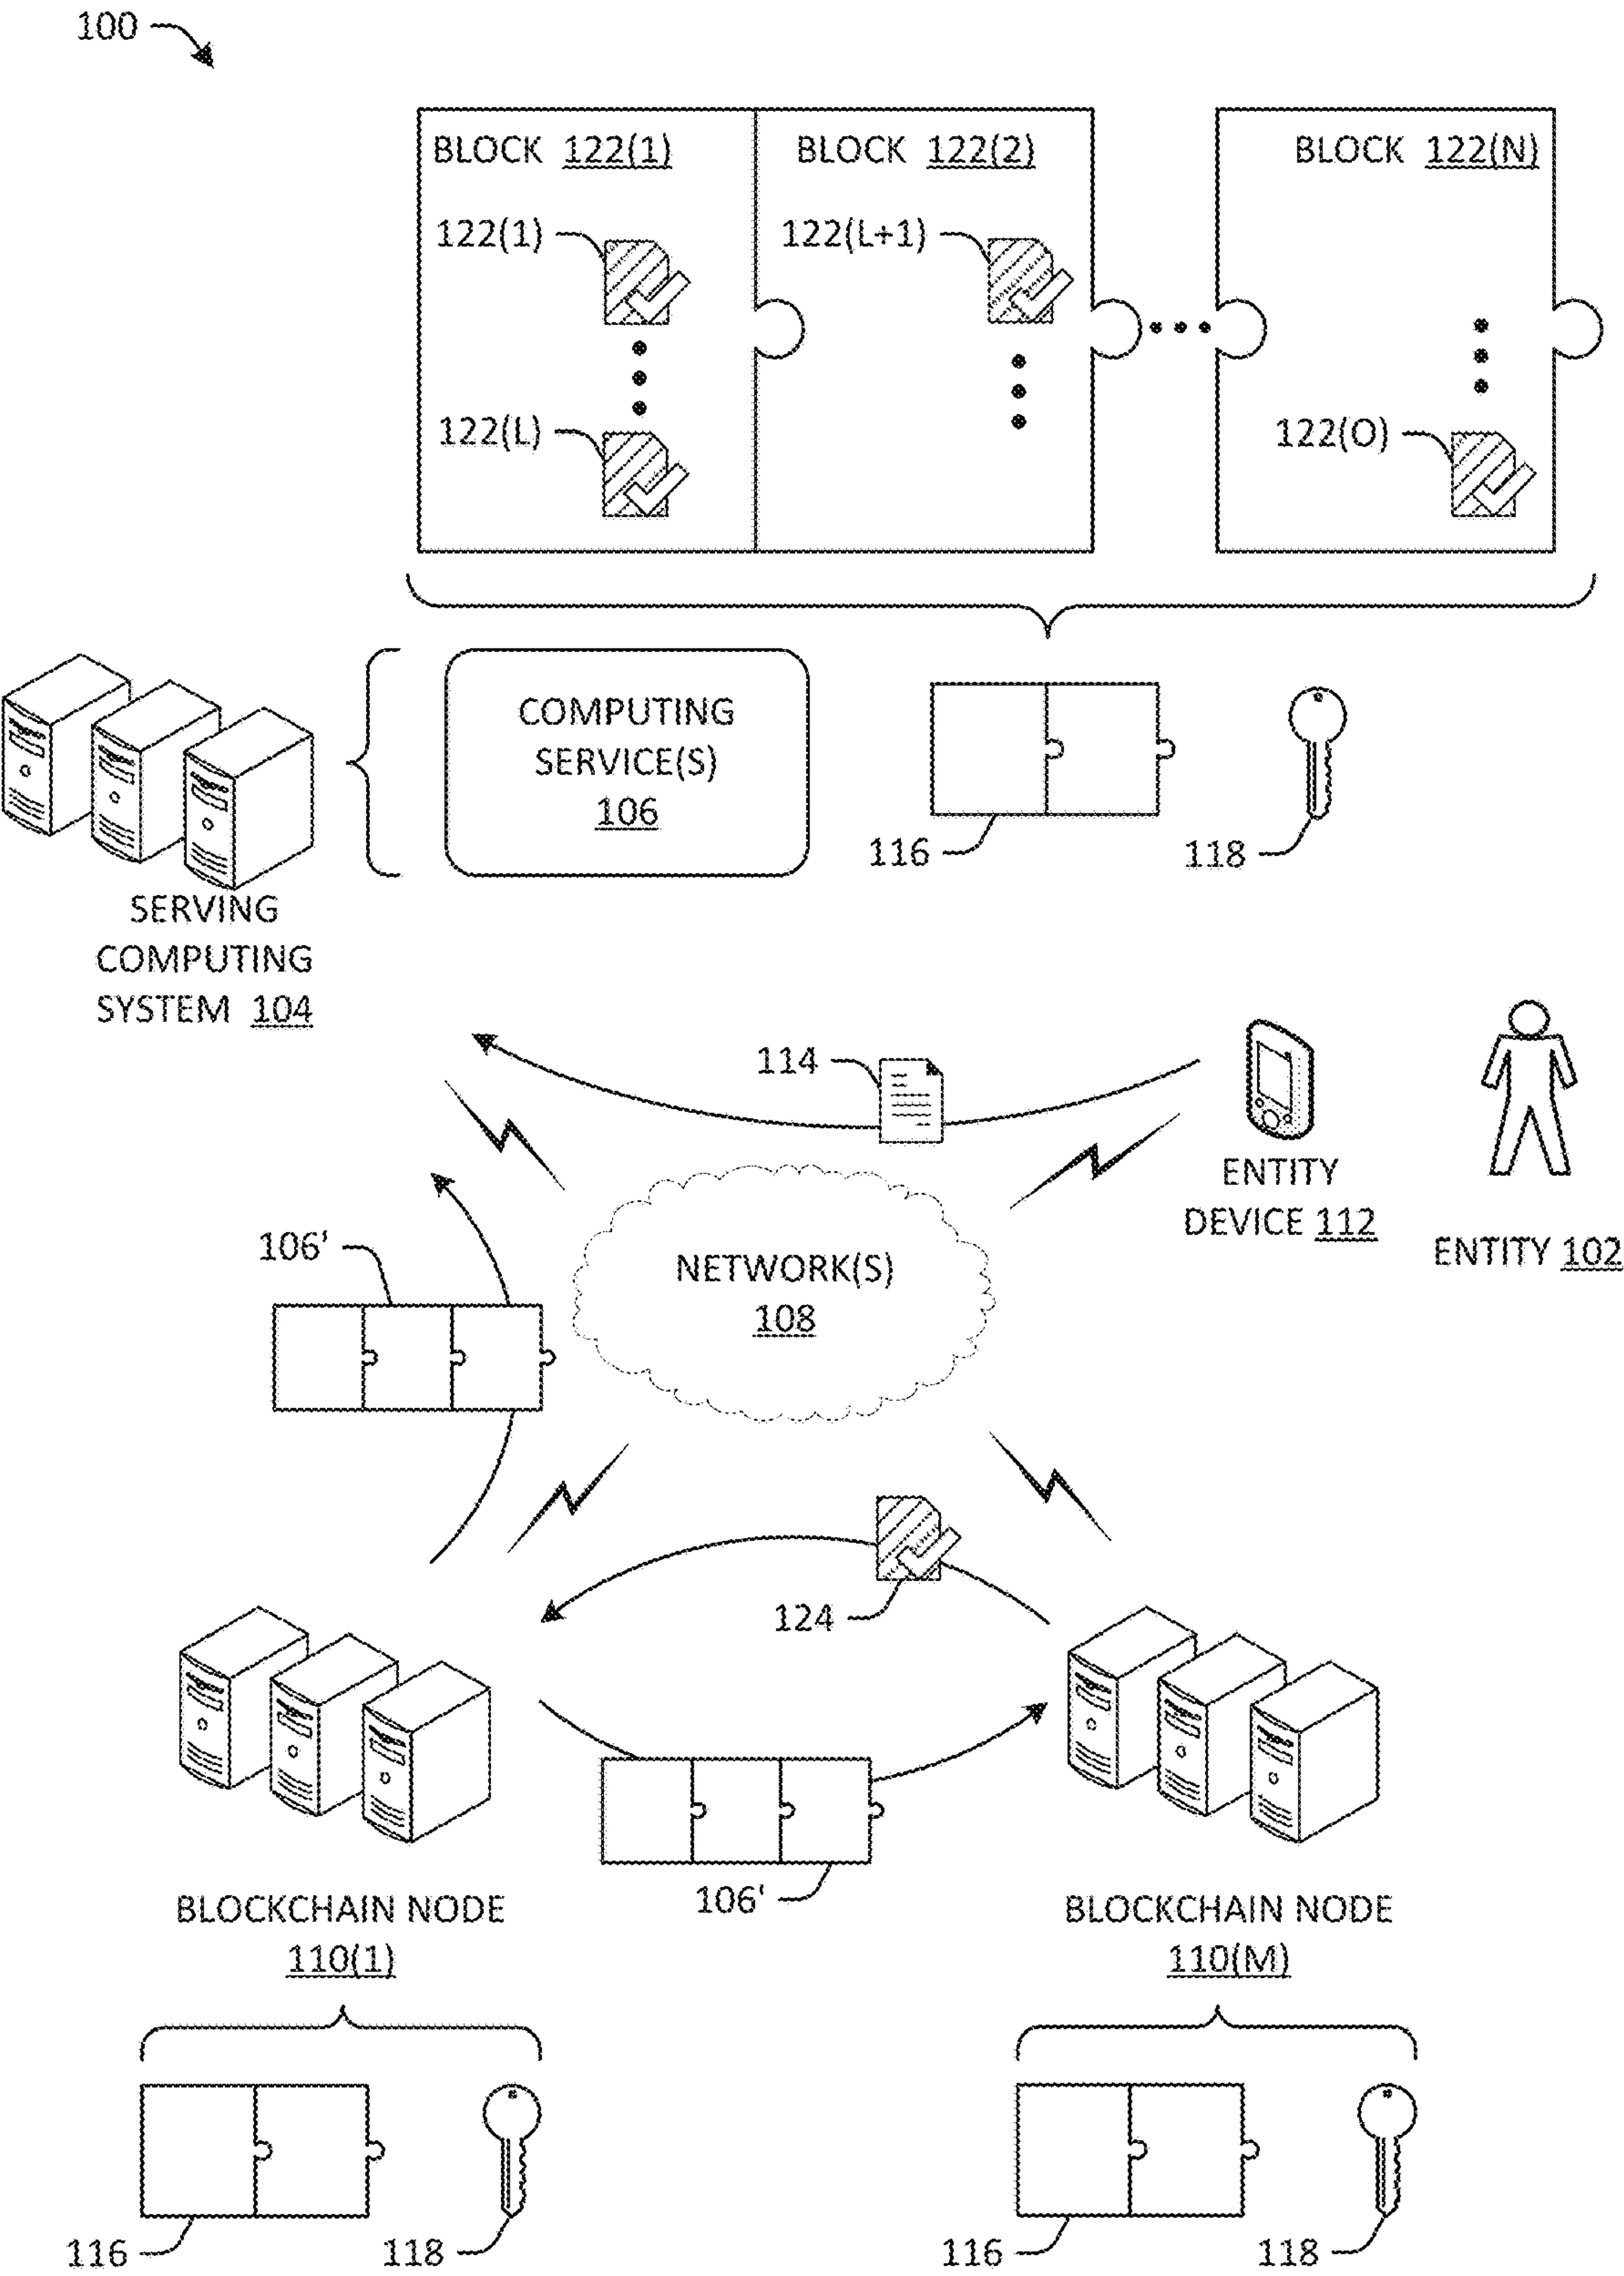 100
BLOCK 122(1)
BLOCK 122(2)
BLOCK 122(N)
122(1)
122(L+1)
122(L)
122(O)
COMPUTING
SERVICE(S)
106
116
118
SERVING
COMPUTING
SYSTEM 104
114
ENTITY
DEVICE 112
ENTITY 102
106'
NETWORK(S)
108
124
106'
BLOCKCHAIN NODE
110(1)
BLOCKCHAIN NODE
110(M)
116
118
116
118